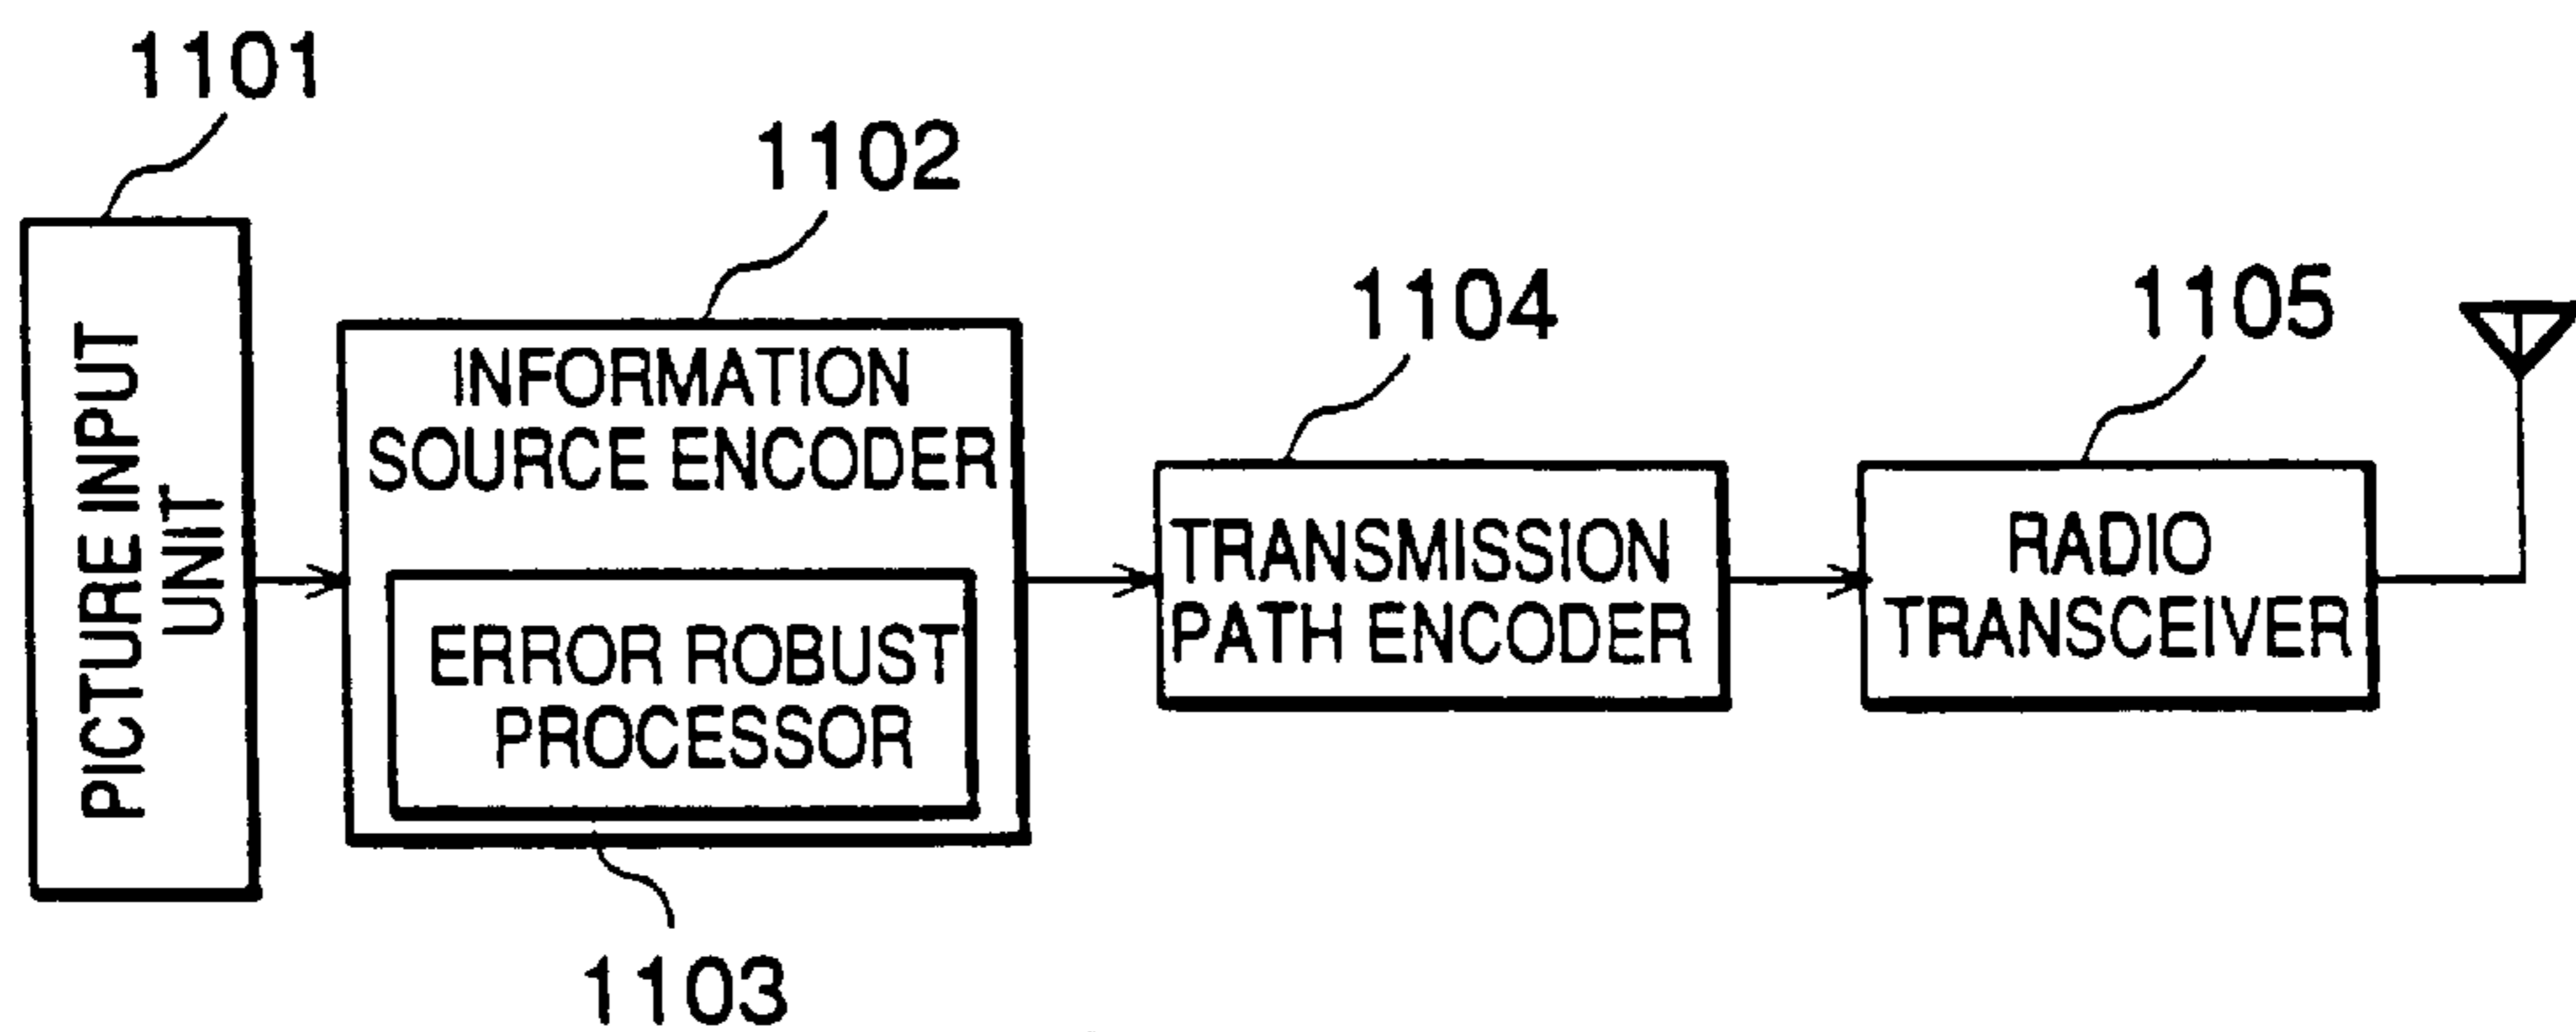 1101
PICTURE INPUT
UNIT
1102
INFORMATION
SOURCE ENCODER
ERROR ROBUST
PROCESSOR
1103
1104
TRANSMISSION
PATH ENCODER
1105
RADIO
TRANSCEIVER